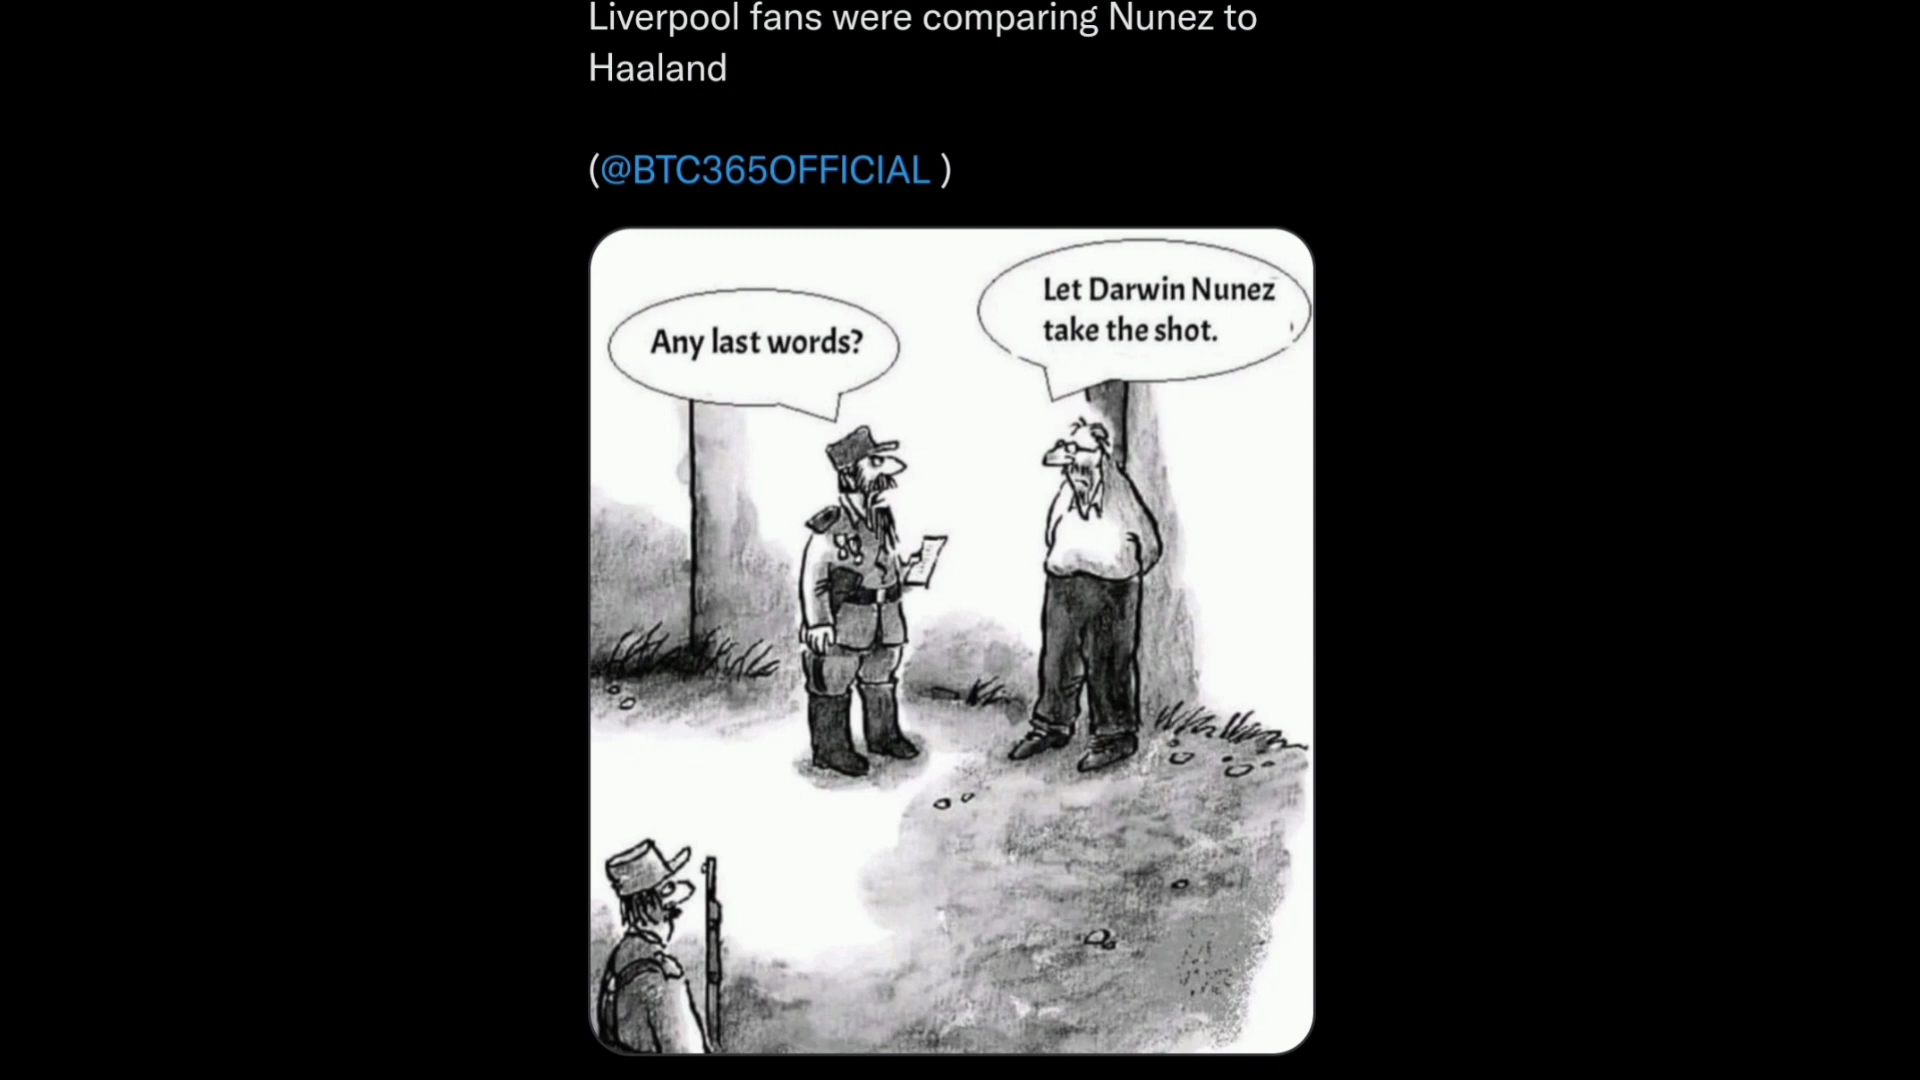 Liverpool fans were comparing Nunez to
Haaland
(@BTC365OFFICIAL )
Any last words?
Let Darwin Nunez
take the shot.